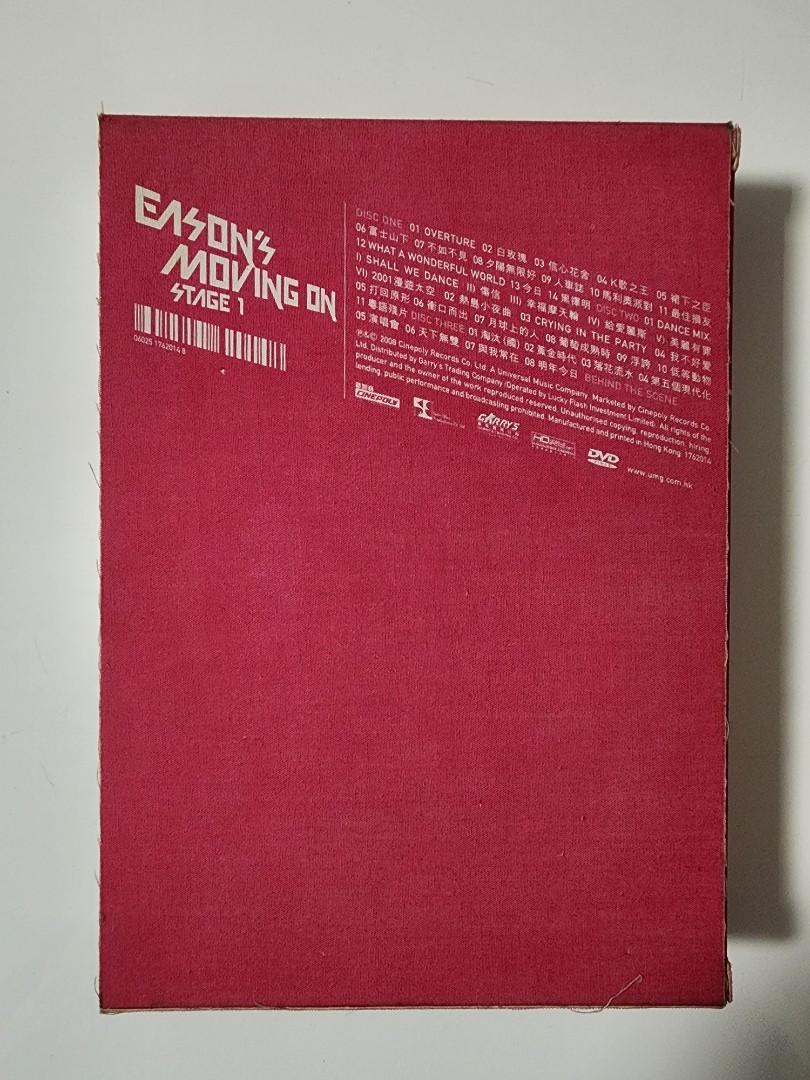 EASON'S
MOVING ON
STAGE 1
06025 1762014 8
DISC ONE 01 OVERTURE 02 白玫瑰 03 信心花舍 04 K歌之王 05 裙下之臣
06 富士山下 07 不如不見 08 夕陽無限好 09 人車誌 10 馬利奧派對 11 最佳損友
12 WHAT A WONDERFUL WORLD 13 今日 14 黑擇明 DISC TWO 01 DANCE MIX
I) SHALL WE DANCE II) 傷信 III) 幸福摩天輪 IV) 給愛麗斯 V) 美麗有罪
VI) 2001漫遊太空 02 熱島小夜曲 03 CRYING IN THE PARTY 04 我不好愛
05 打回原形 06 衝口而出 07 月球上的人 08 葡萄成熟時 09 浮誇 10 低等動物
11 粵語殘片 DISC THREE 01 淘汰(國) 02 黃金時代 03 落花流水 04 第五個現代化
05 演唱會 06 天下無雙 07 與我常在 08 明年今日 BEHIND THE SCENE
℗&© 2008 Cinepoly Records Co. Ltd. A Universal Music Company. Marketed by Cinepoly Records Co.
Ltd. Distributed by Garry's Trading Company (Operated by Lucky Flash Investment Limited). All rights of the
producer and the owner of the work reproduced reserved. Unauthorised copying, reproduction, hiring,
lending, public performance and broadcasting prohibited. Manufactured and printed in Hong Kong 1762014
CINEPOLY GARRY'S HD DVD www.umg.com.hk